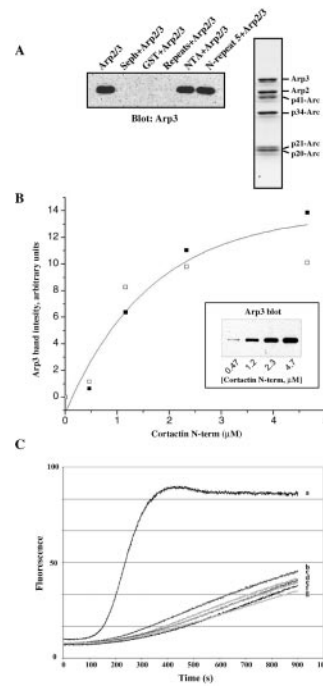 A
Arp2/3
Seph+Arp2/3
GST+Arp2/3
Repeats+Arp2/3
NTA+Arp2/3
N-repeat 5+Arp2/3
Blot: Arp3
Arp3
Arp2
p41-Arc
p34-Arc
p21-Arc
p20-Arc
B
Arp3 band intesity, arbitrary units
14
12
10
8
6
4
2
0
0 1 2 3 4 5
Cortactin N-term (µM)
Arp3 blot
0.47 1.2 2.3 4.7
[Cortactin N-term, µM]
C
Fluorescence
100
50
0
a
b
0 100 200 300 400 500 600 700 800 900 1000
Time (s)